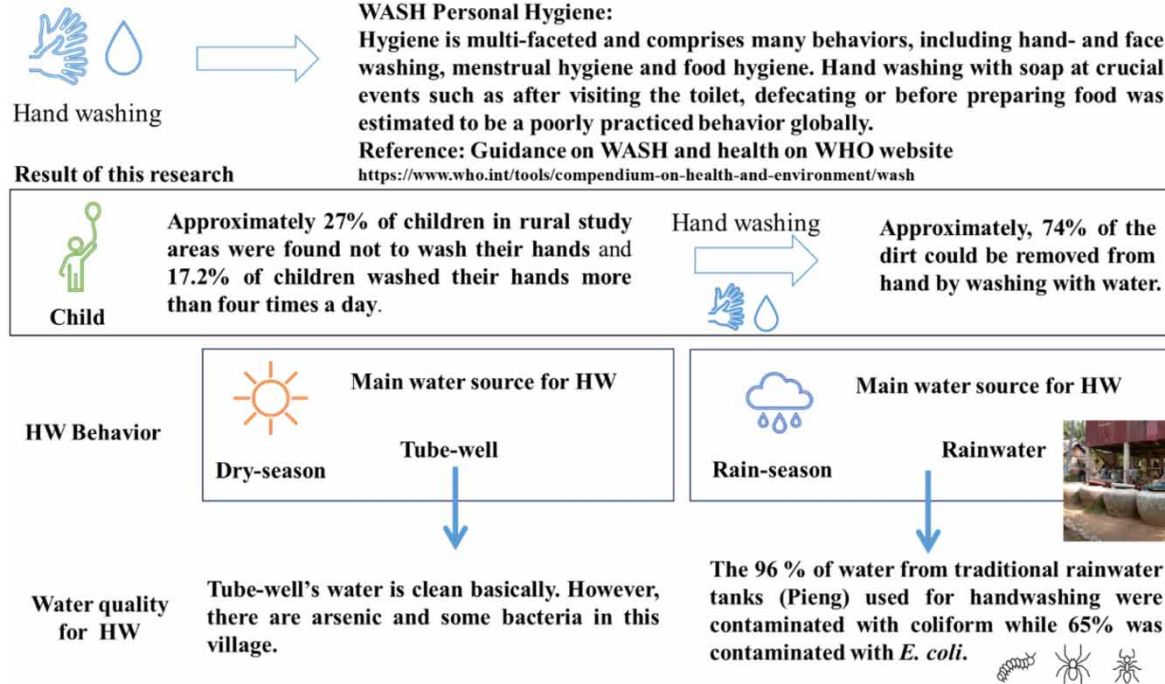 WASH Personal Hygiene:
Hygiene is multi-faceted and comprises many behaviors, including hand- and face
washing, menstrual hygiene and food hygiene. Hand washing with soap at crucial
events such as after visiting the toilet, defecating or before preparing food was
estimated to be a poorly practiced behavior globally.
Reference: Guidance on WASH and health on WHO website
https://www.who.int/tools/compendium-on-health-and-environment/wash
Hand washing
Result of this research
Child
Approximately 27% of children in rural study
areas were found not to wash their hands and
17.2% of children washed their hands more
than four times a day.
Hand washing
Approximately, 74% of the
dirt could be removed from
hand by washing with water.
HW Behavior
Main water source for HW
Tube-well
Dry-season
Main water source for HW
Rainwater
Rain-season
Water quality
for HW
Tube-well’s water is clean basically. However,
there are arsenic and some bacteria in this
village.
The 96 % of water from traditional rainwater
tanks (Pieng) used for handwashing were
contaminated with coliform while 65% was
contaminated with E. coli.